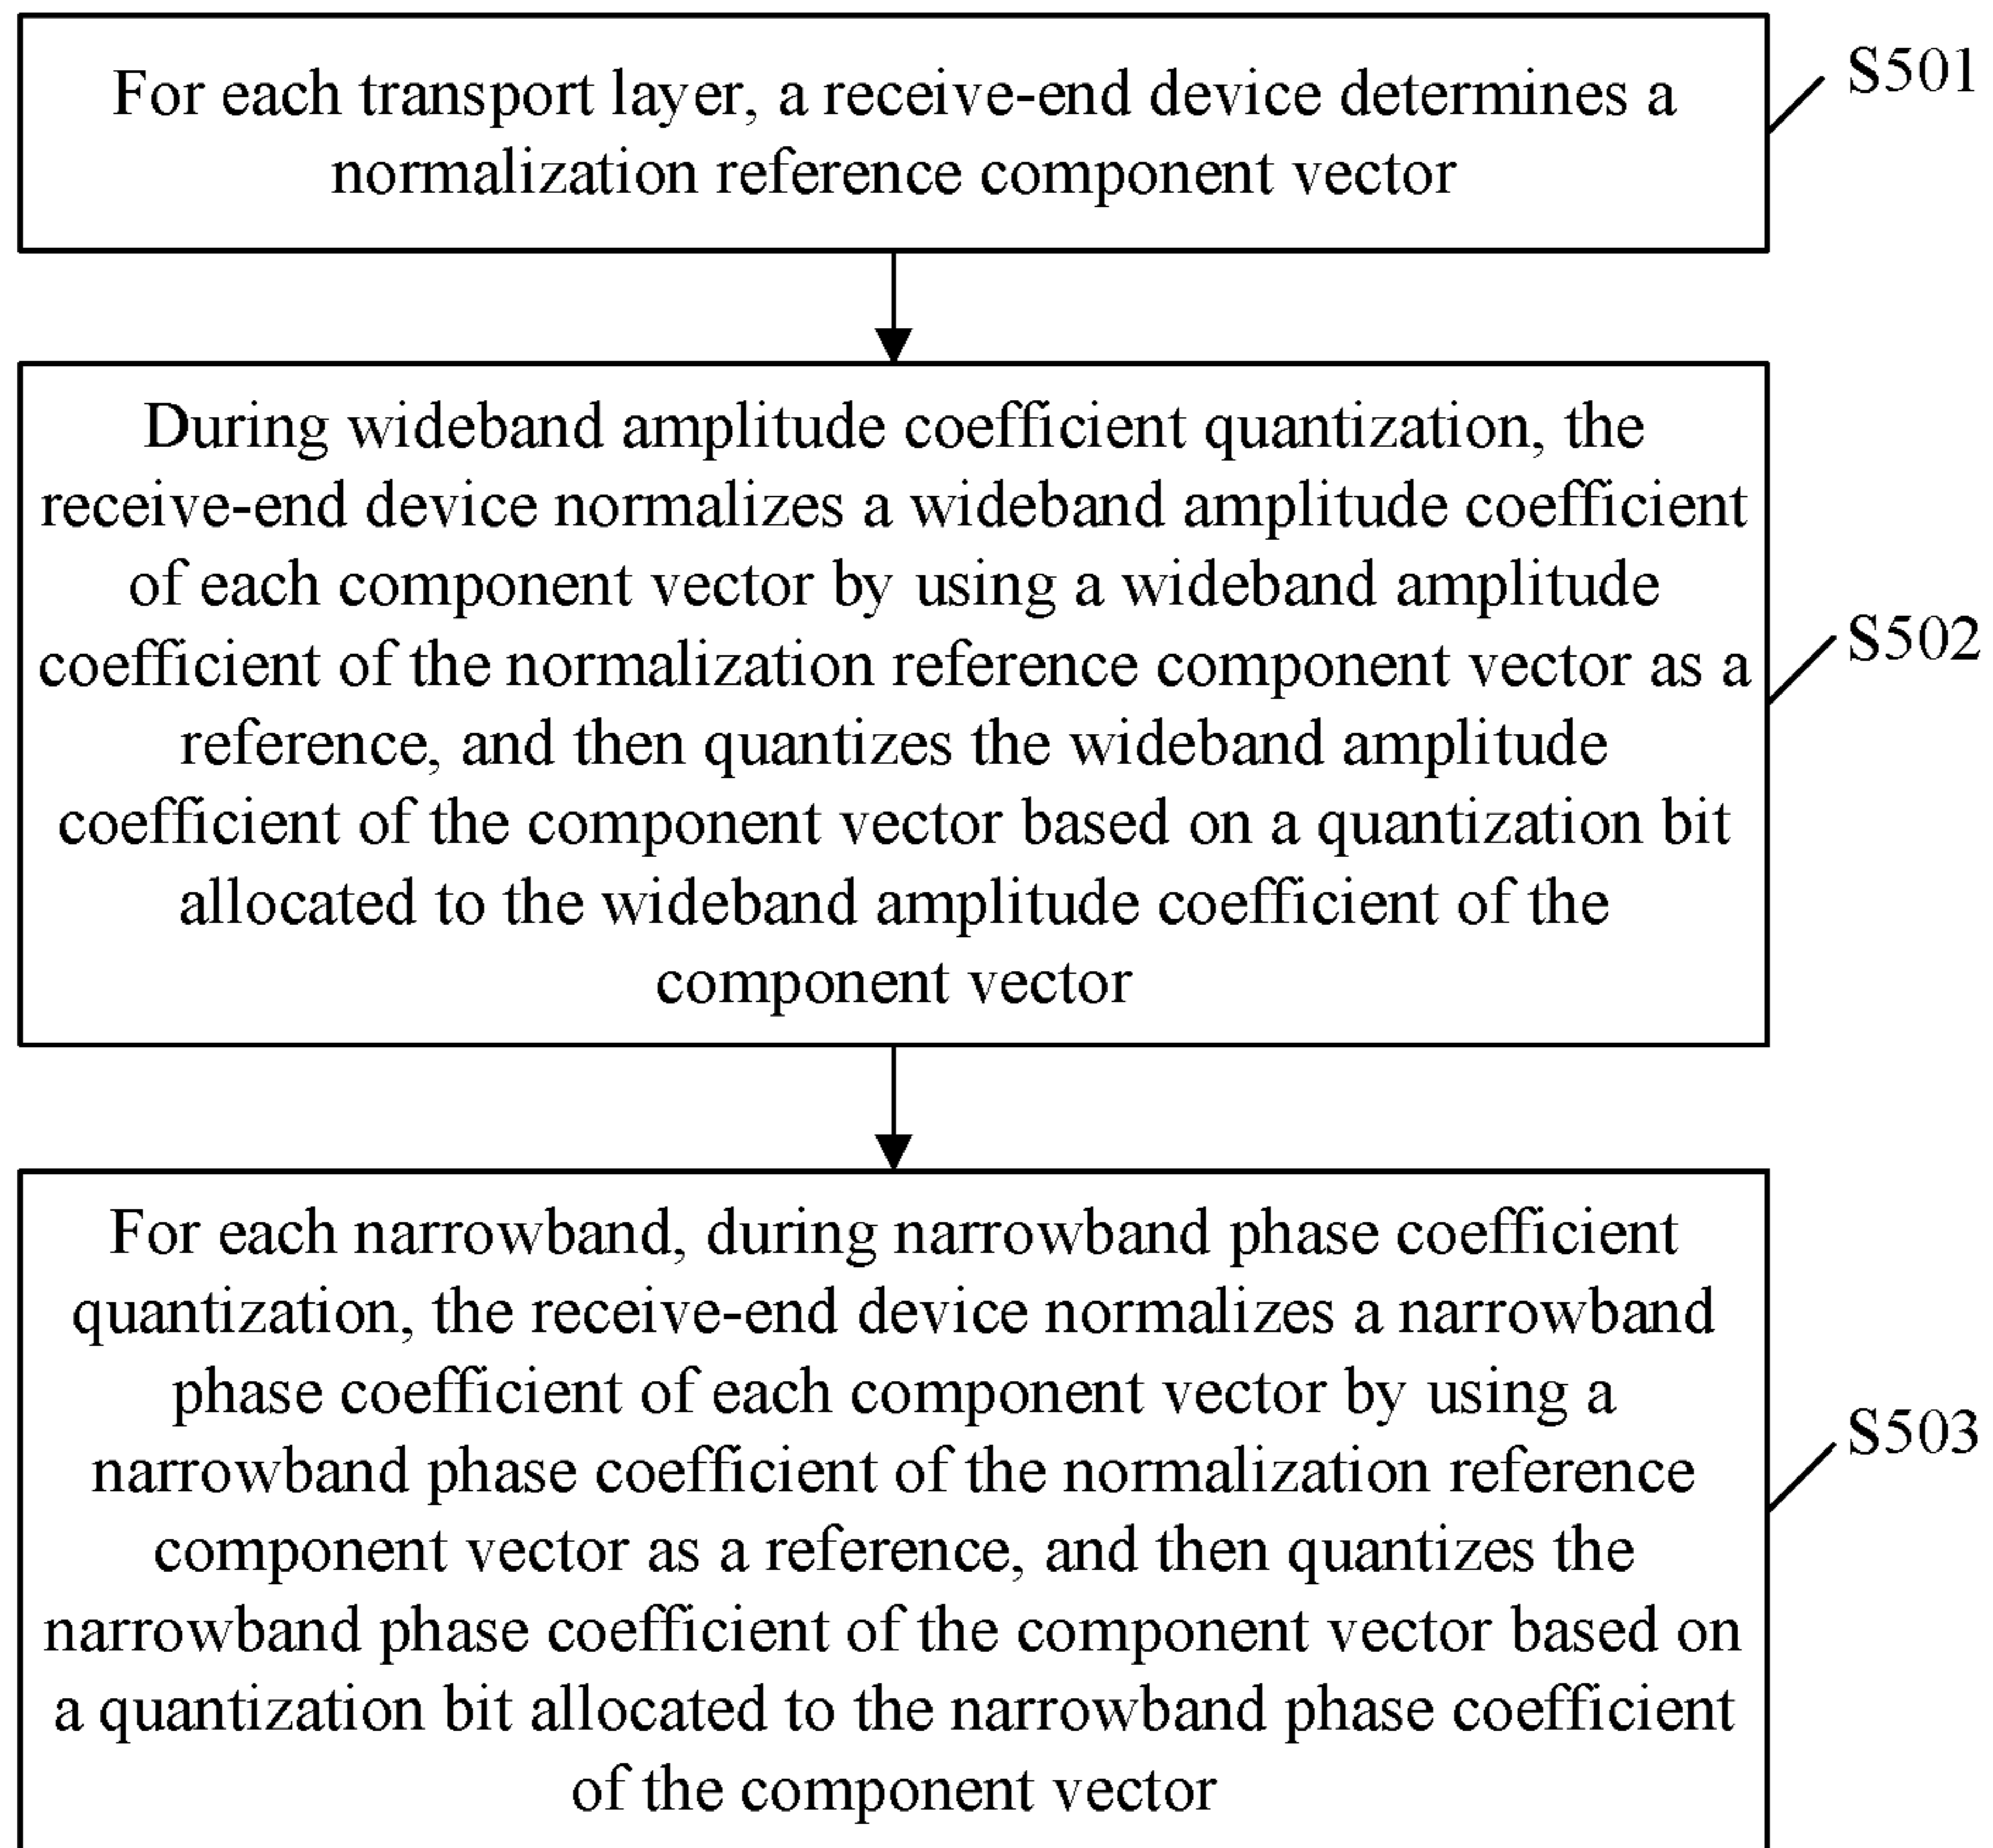 For each transport layer, a receive-end device determines a
normalization reference component vector
S501
During wideband amplitude coefficient quantization, the
receive-end device normalizes a wideband amplitude coefficient
of each component vector by using a wideband amplitude
coefficient of the normalization reference component vector as a
reference, and then quantizes the wideband amplitude
coefficient of the component vector based on a quantization bit
allocated to the wideband amplitude coefficient of the
component vector
S502
For each narrowband, during narrowband phase coefficient
quantization, the receive-end device normalizes a narrowband
phase coefficient of each component vector by using a
narrowband phase coefficient of the normalization reference
component vector as a reference, and then quantizes the
narrowband phase coefficient of the component vector based on
a quantization bit allocated to the narrowband phase coefficient
of the component vector
S503